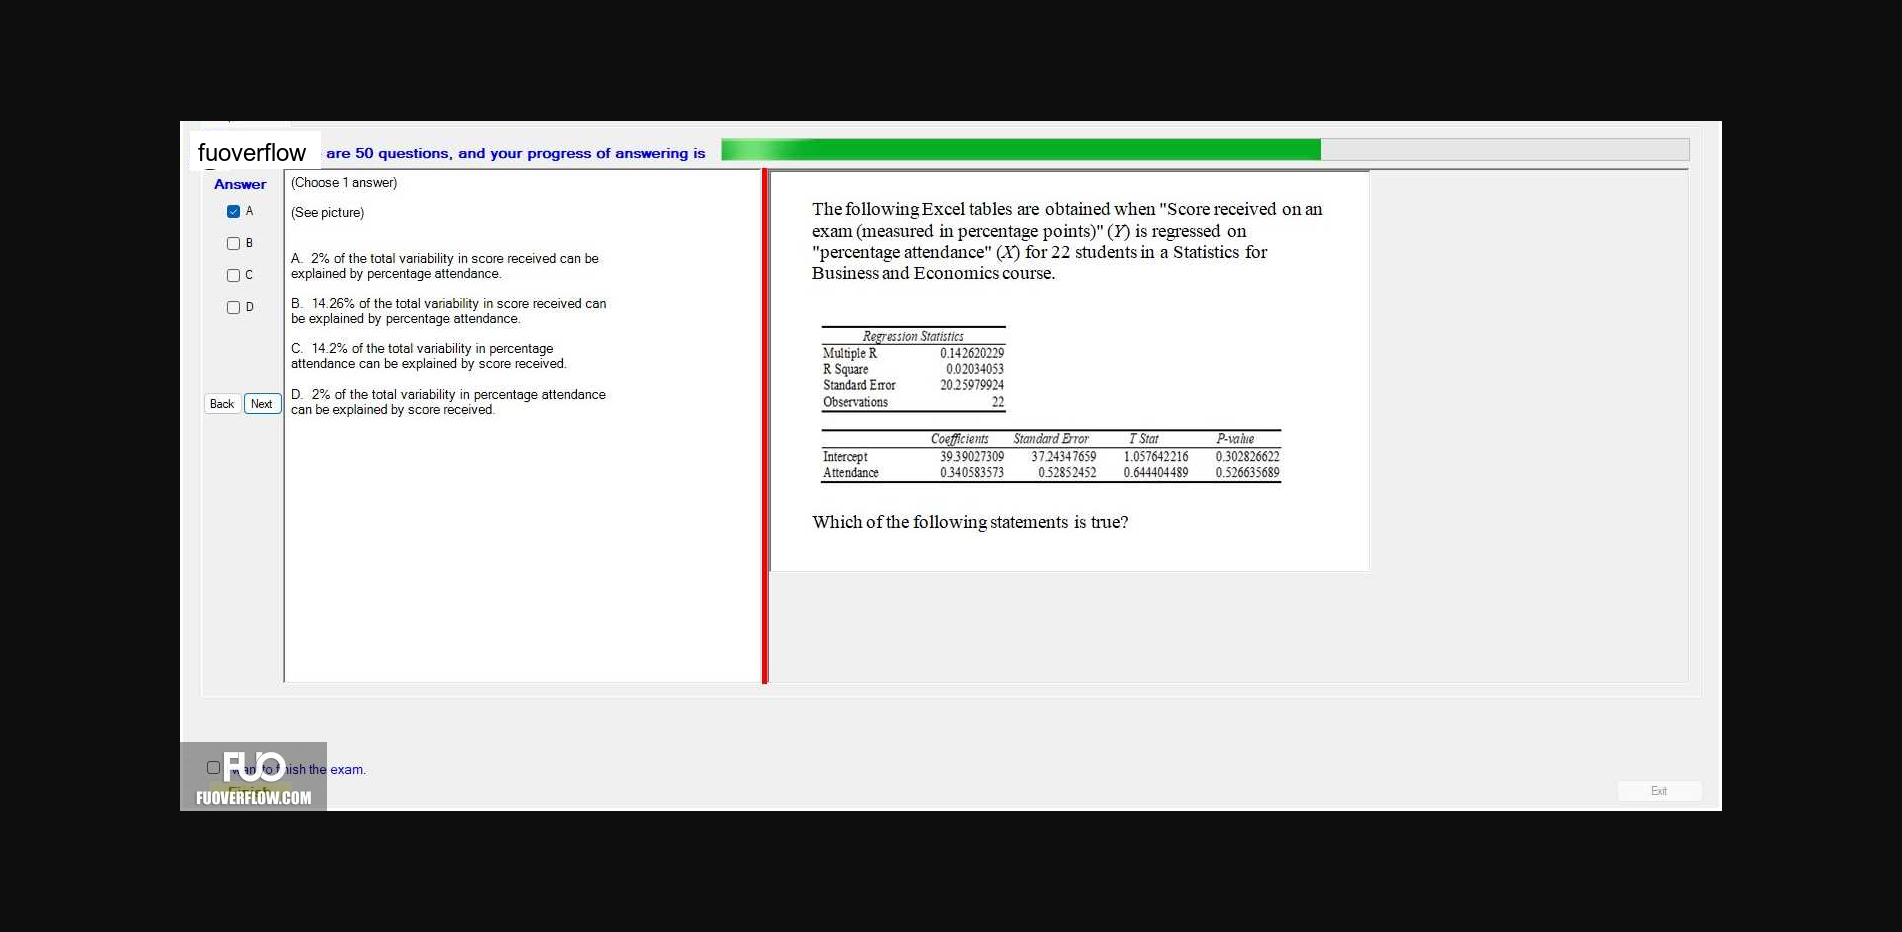 fuoverflow are 50 questions, and your progress of answering is
Answer
A
B
C
D
Back Next
(Choose 1 answer)
(See picture)
A. 2% of the total variability in score received can be
explained by percentage attendance.
B. 14.26% of the total variability in score received can
be explained by percentage attendance.
C. 14.2% of the total variability in percentage
attendance can be explained by score received.
D. 2% of the total variability in percentage attendance
can be explained by score received.
The following Excel tables are obtained when "Score received on an
exam (measured in percentage points)" (Y) is regressed on
"percentage attendance" (X) for 22 students in a Statistics for
Business and Economics course.
Regression Statistics
Multiple R 0.142620229
R Square 0.02034053
Standard Error 20.25979924
Observations 22
Coefficients Standard Error T Stat P-value
Intercept 39.39027309 37.24347659 1.057642216 0.302826622
Attendance 0.340583573 0.52852452 0.644404489 0.526635689
Which of the following statements is true?
FUO
the exam.
FUOVERFLOW.COM
Exit